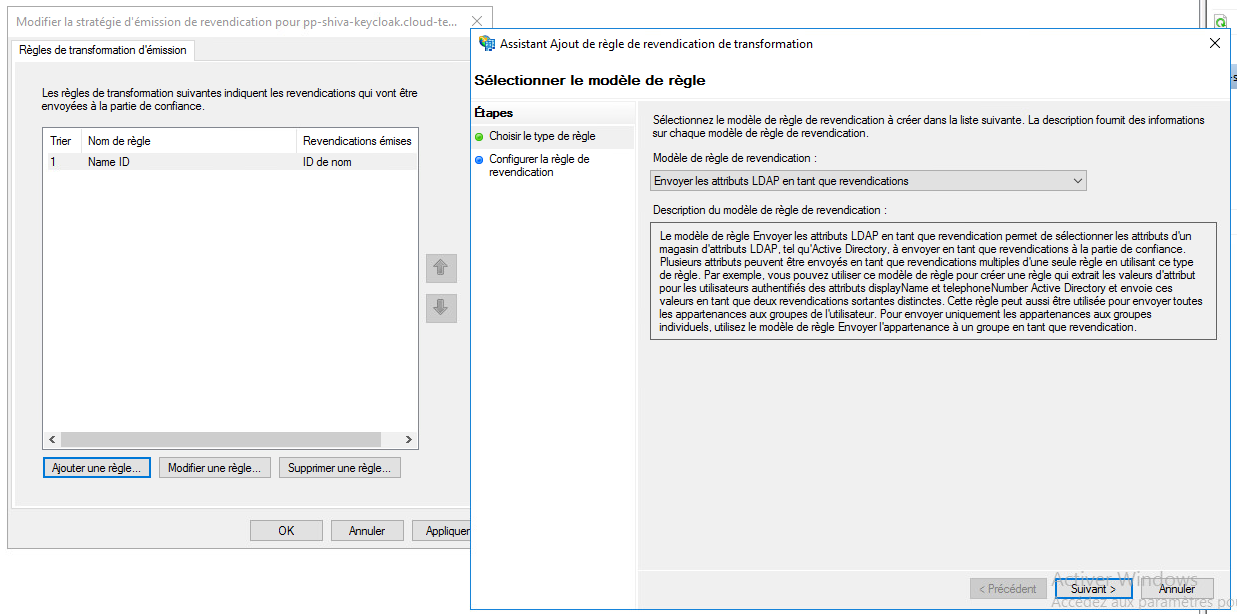 Modifier la stratégie d'émission de revendication pour pp-shiva-keycloak.cloud-te...
Règles de transformation d'émission
Les règles de transformation suivantes indiquent les revendications qui vont être
envoyées à la partie de confiance.
Trier Nom de règle Revendications émises
1 Name ID ID de nom
Ajouter une règle... Modifier une règle... Supprimer une règle...
OK Annuler Appliquer
Assistant Ajout de règle de revendication de transformation
Sélectionner le modèle de règle
Étapes
Choisir le type de règle
Configurer la règle de
revendication
Sélectionnez le modèle de règle de revendication à créer dans la liste suivante. La description fournit des informations
sur chaque modèle de règle de revendication.
Modèle de règle de revendication :
Envoyer les attributs LDAP en tant que revendications
Description du modèle de règle de revendication :
Le modèle de règle Envoyer les attributs LDAP en tant que revendication permet de sélectionner les attributs d'un
magasin d'attributs LDAP, tel qu'Active Directory, à envoyer en tant que revendications à la partie de confiance.
Plusieurs attributs peuvent être envoyés en tant que revendications multiples d'une seule règle en utilisant ce type
de règle. Par exemple, vous pouvez utiliser ce modèle de règle pour créer une règle qui extrait les valeurs d'attribut
pour les utilisateurs authentifiés des attributs displayName et telephoneNumber Active Directory et envoie ces
valeurs en tant que deux revendications sortantes distinctes. Cette règle peut aussi être utilisée pour envoyer toutes
les appartenances aux groupes de l'utilisateur. Pour envoyer uniquement les appartenances aux groupes
individuels, utilisez le modèle de règle Envoyer l'appartenance à un groupe en tant que revendication.
Activer Windows
< Précédent Suivant > Annuler
Accédez aux paramètres po